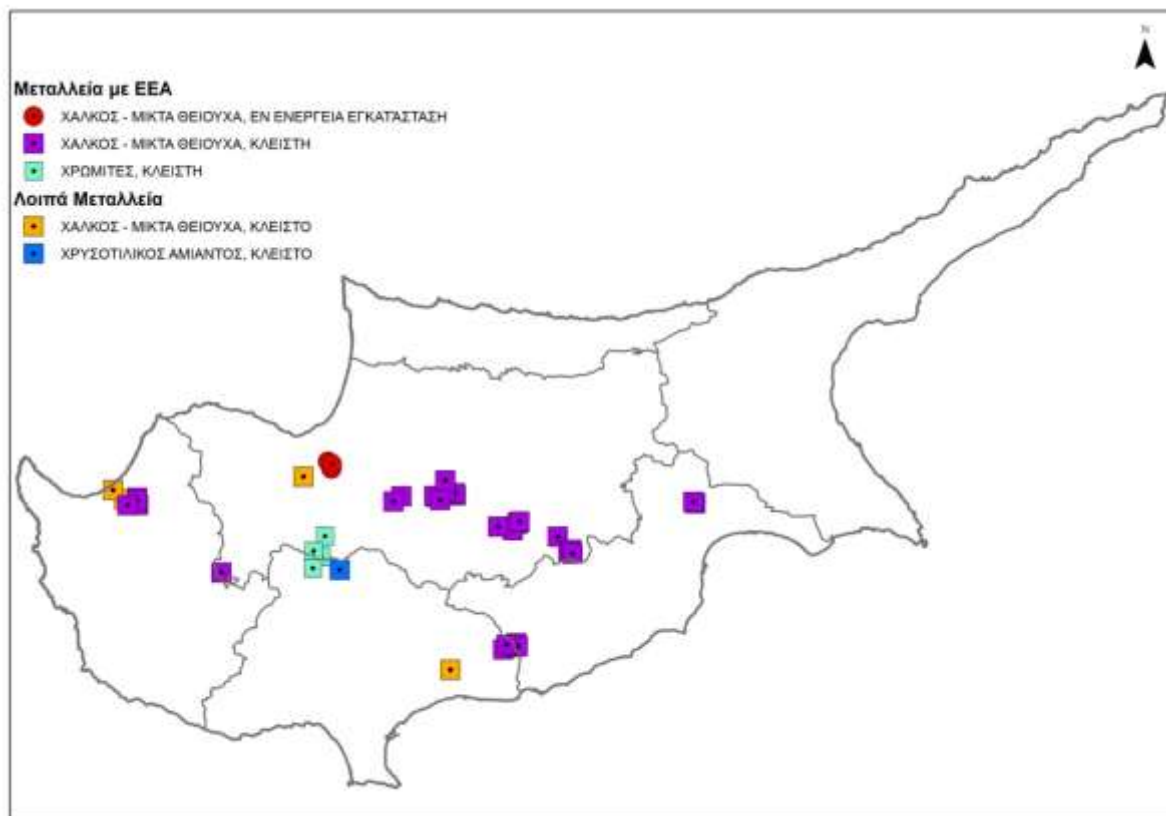 N
Μεταλλεία με ΕΕΑ
ΧΑΛΚΟΣ - ΜΙΚΤΑ ΘΕΙΟΥΧΑ, ΕΝ ΕΝΕΡΓΕΙΑ ΕΓΚΑΤΆΣΤΑΣΗ
ΧΑΛΚΟΣ - ΜΙΚΤΑ ΘΕΙΟΥΧΑ, ΚΛΕΙΣΤΗ
ΧΡΩΜΙΤΕΣ, ΚΛΕΙΣΤΗ
Λοιπά Μεταλλεία
ΧΑΛΚΟΣ - ΜΙΚΤΑ ΘΕΙΟΥΧΑ, ΚΛΕΙΣΤΟ
ΧΡΥΣΟΤΙΛΙΚΟΣ ΑΜΙΑΝΤΟΣ, ΚΛΕΙΣΤΟ